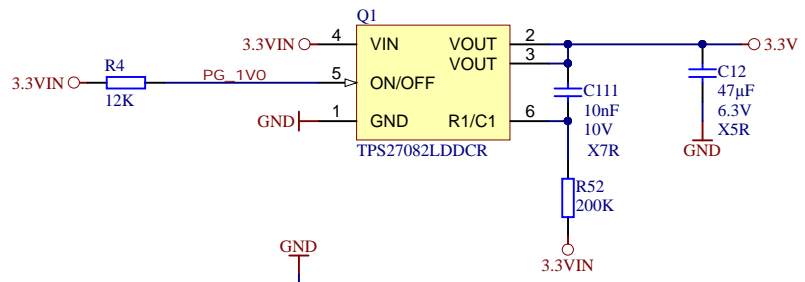 Q1
3.3VIN
4
VIN
VOUT
2
3.3V
VOUT
3
3.3VIN
R4
12K
PG_1V0
5
ON/OFF
C111
10nF
10V
X7R
C12
47µF
6.3V
X5R
GND
GND
1
GND
R1/C1
6
TPS27082LDDCR
R52
200K
3.3VIN
GND